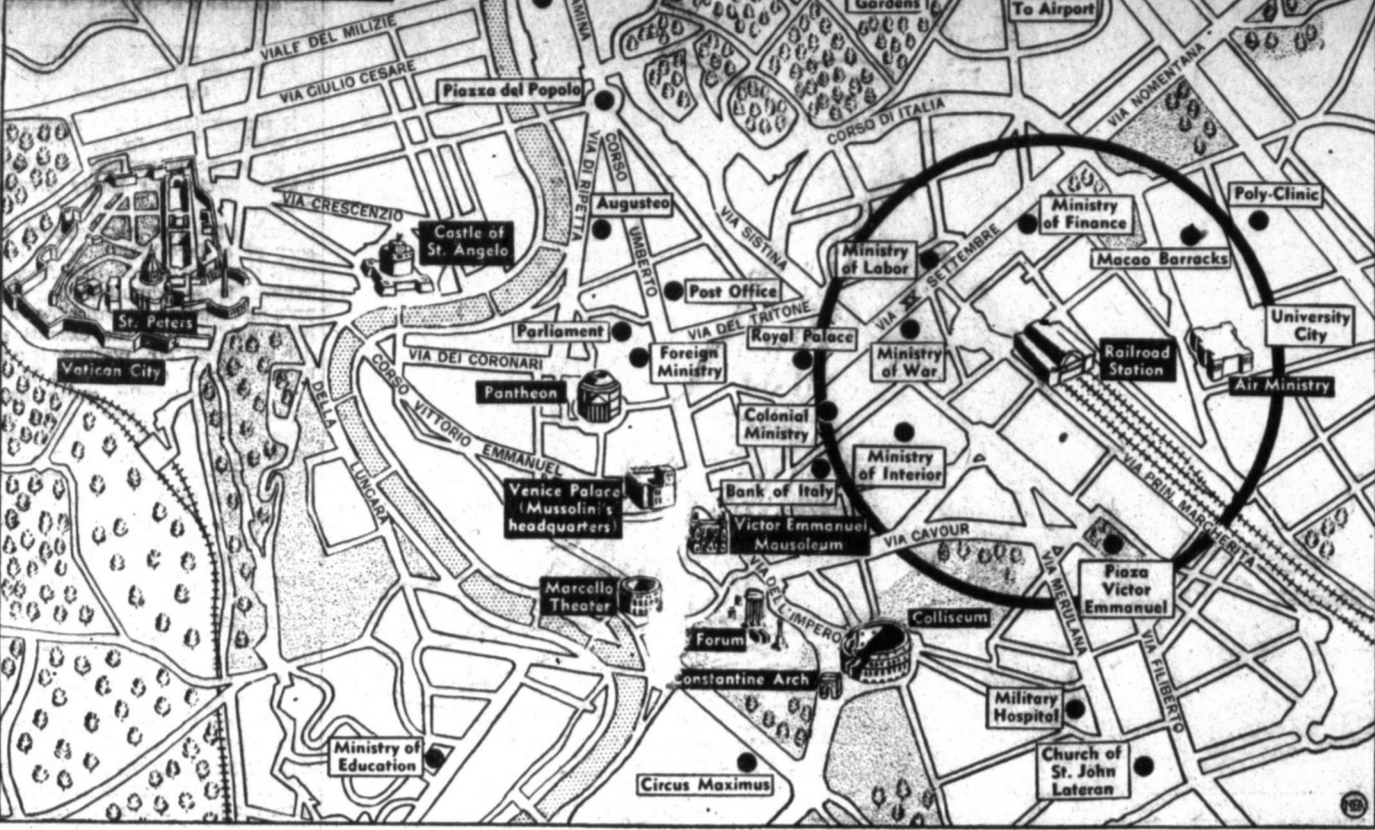 AMINA
Gardens
To Airport
VIALE DEL MILIZIE
VIA GIULIO CESARE
Piazza del Popolo
VIA NOMENTANA
CORSO DI ITALIA
VIA DI RIPETTA
CORSO
UMBERTO
VIA CRESCENZIO
Augusteo
Castle of
St. Angelo
VIA SISTINA
Ministry
of Finance
Poly-Clinic
Ministry
of Labor
VIA XX SETTEMBRE
Macao Barracks
St. Peters
Vatican City
Post Office
VIA DEL TRITONE
Parliament
Royal Palace
University
City
VIA DEI CORONARI
Foreign
Ministry
Ministry
of War
Railroad
Station
Air Ministry
Pantheon
DELLA
LUNGARA
CORSO VITTORIO EMMANUEL
Colonial
Ministry
Ministry
of Interior
Bank of Italy
VIA PRIN. MARGHERITA
Venice Palace
(Mussolini's
headquarters)
Victor Emmanuel
Mausoleum
VIA CAVOUR
Marcello
Theater
VIA DELL'IMPERO
VIA MERULANA
Piaza
Victor
Emmanuel
Forum
Colliseum
VIA FILIBERTO
Constantine Arch
Military
Hospital
Ministry of
Education
Circus Maximus
Church of
St. John
Lateran